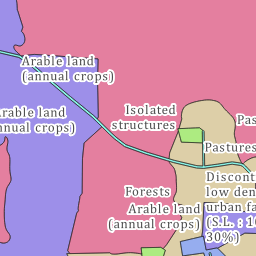 Arable land
(annual crops)
Arable land
(annual crops)
Isolated
structures
Pas
Pastures
Discont
low den
urban fa
(S.L. : 10
30%)
Forests
Arable land
(annual crops)